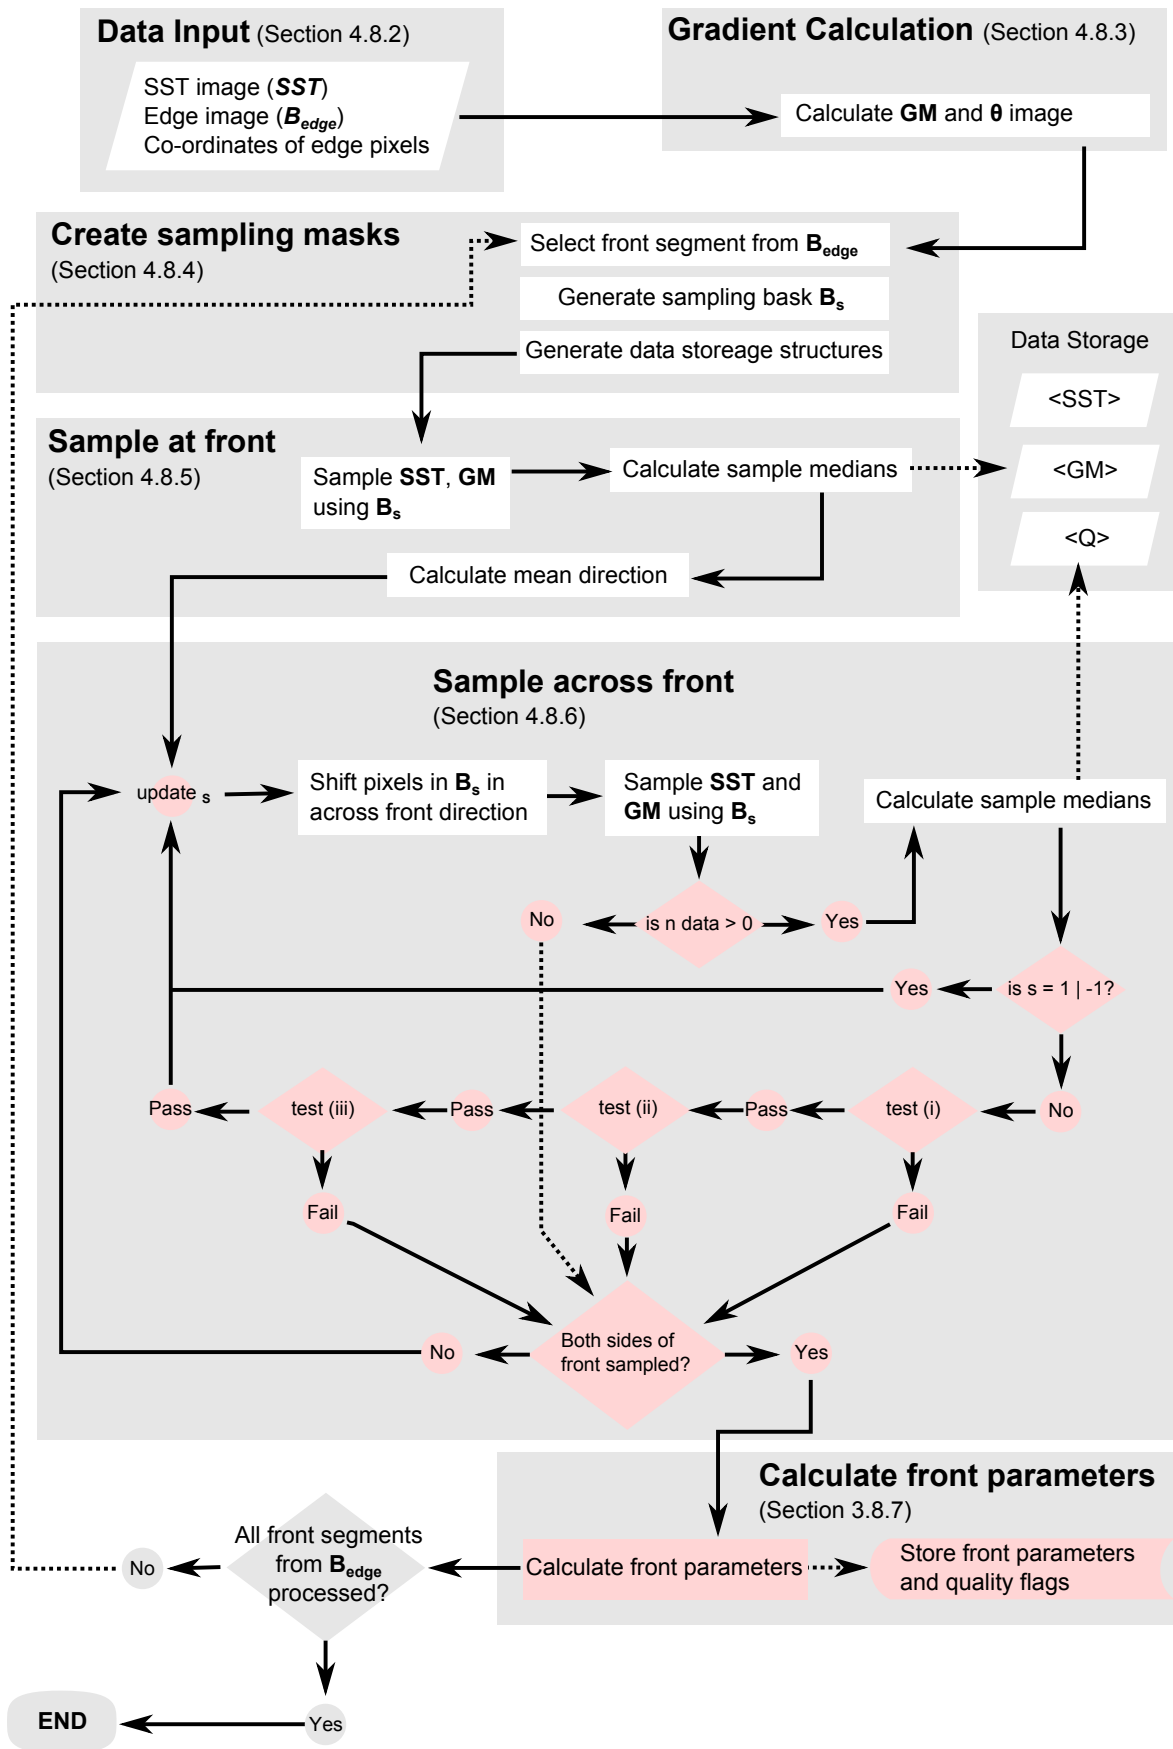 Data Input (Section 4.8.2)
SST image (SST)
Edge image (Bedge)
Co-ordinates of edge pixels
Gradient Calculation (Section 4.8.3)
Calculate GM and θ image
Create sampling masks
(Section 4.8.4)
Select front segment from Bedge
Generate sampling bask Bs
Generate data storeage structures
Data Storage
<SST>
<GM>
<Q>
Sample at front
(Section 4.8.5)
Sample SST, GM
using Bs
Calculate sample medians
Calculate mean direction
Sample across front
(Section 4.8.6)
update s
Shift pixels in Bs in
across front direction
Sample SST and
GM using Bs
Calculate sample medians
No
is n data > 0
Yes
Yes
is s = 1 | -1?
Pass
test (iii)
Pass
test (ii)
Pass
test (i)
No
Fail
Fail
Fail
No
Both sides of
front sampled?
Yes
Calculate front parameters
(Section 3.8.7)
Calculate front parameters
Store front parameters
and quality flags
No
All front segments
from Bedge
processed?
Yes
END